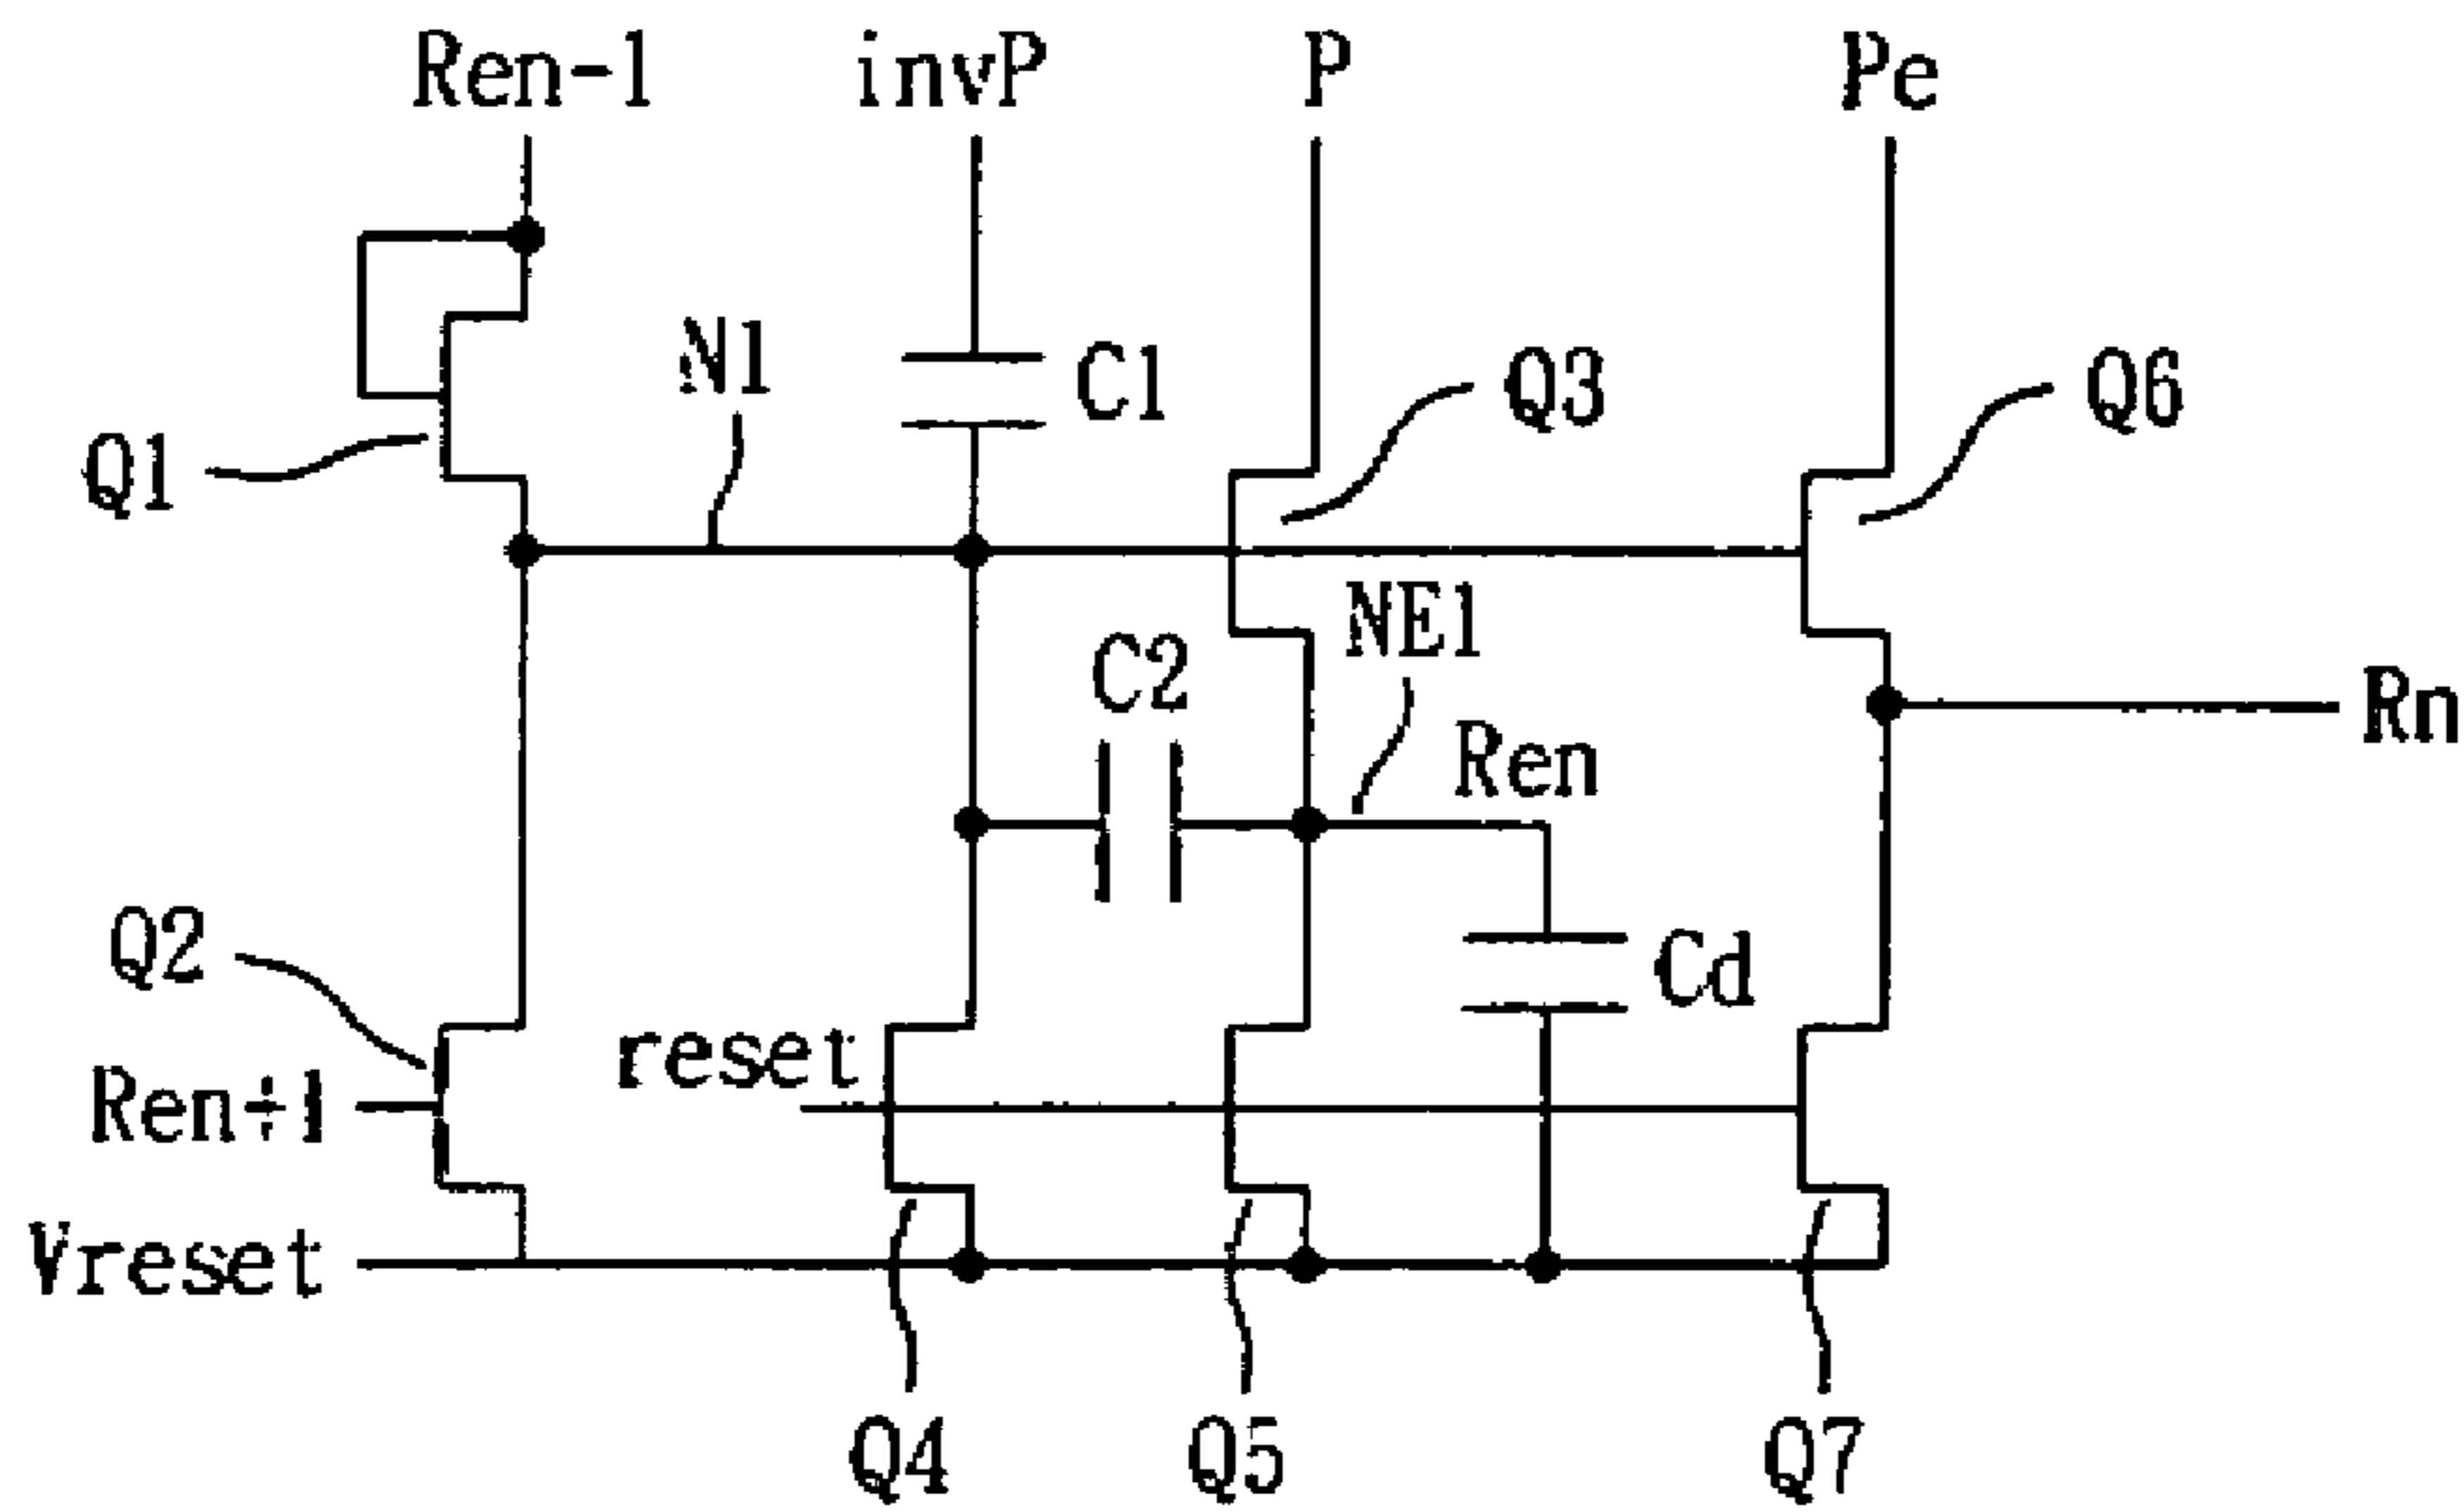 Ren-1 invP P Pe
N1 C1 Q3 Q6
Q1
NE1
C2
Ren
Rn
Q2
Cd
reset
Ren+1
Vreset
Q4 Q5 Q7